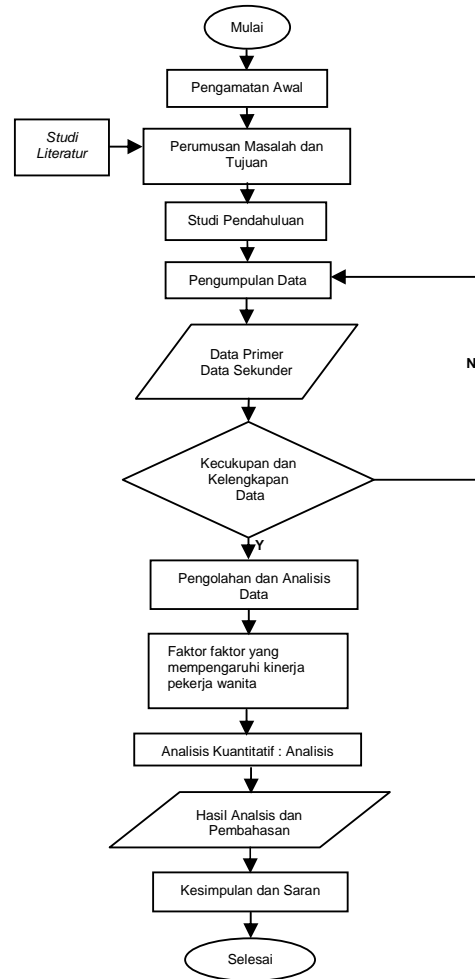 Mulai
Pengamatan Awal
Studi
Literatur
Perumusan Masalah dan
Tujuan
Studi Pendahuluan
Pengumpulan Data
Data Primer
Data Sekunder
N
Kecukupan dan
Kelengkapan
Data
Y
Pengolahan dan Analisis
Data
Faktor faktor yang
mempengaruhi kinerja
pekerja wanita
Analisis Kuantitatif : Analisis
Hasil Analsis dan
Pembahasan
Kesimpulan dan Saran
Selesai